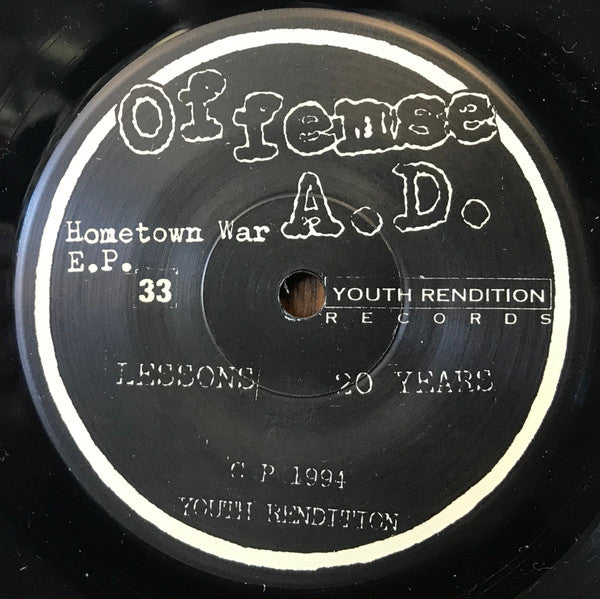 Offense
A.D.
Hometown War
E.P.
33
YOUTH RENDITION
RECORDS
LESSONS/ 20 YEARS
C P 1994
YOUTH RENDITION